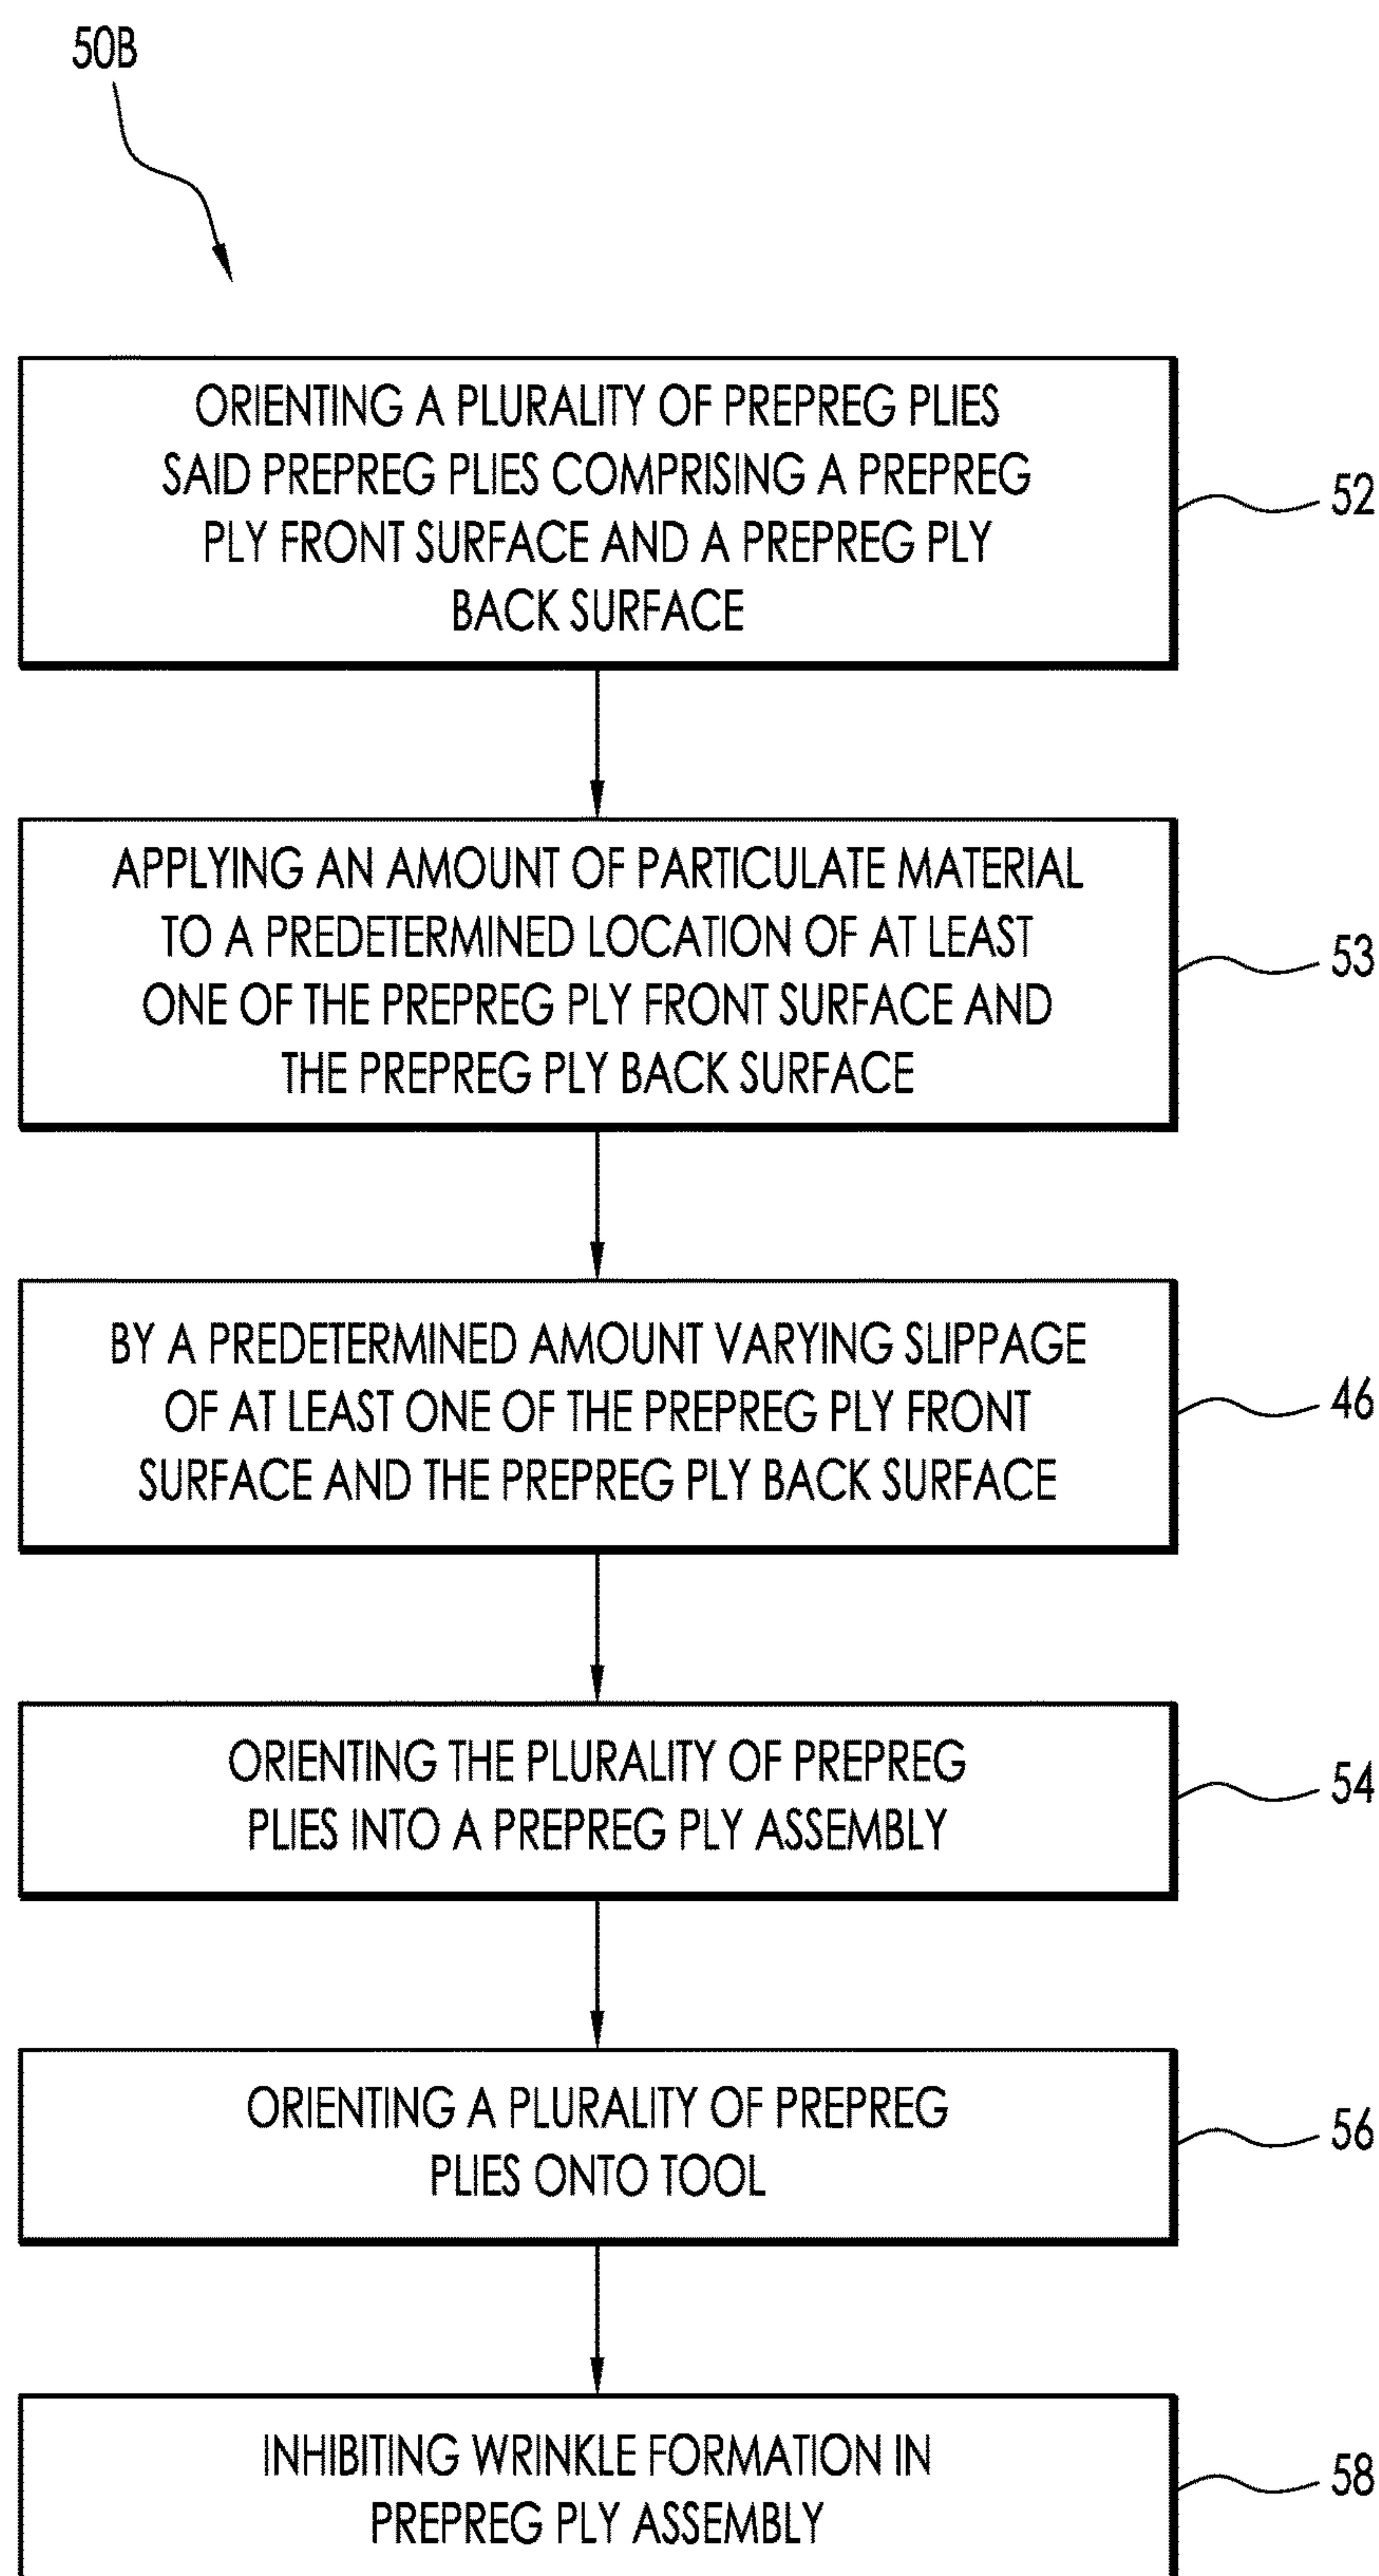 50B
ORIENTING A PLURALITY OF PREPREG PLIES
SAID PREPREG PLIES COMPRISING A PREPREG
PLY FRONT SURFACE AND A PREPREG PLY
BACK SURFACE
52
APPLYING AN AMOUNT OF PARTICULATE MATERIAL
TO A PREDETERMINED LOCATION OF AT LEAST
ONE OF THE PREPREG PLY FRONT SURFACE AND
THE PREPREG PLY BACK SURFACE
53
BY A PREDETERMINED AMOUNT VARYING SLIPPAGE
OF AT LEAST ONE OF THE PREPREG PLY FRONT
SURFACE AND THE PREPREG PLY BACK SURFACE
46
ORIENTING THE PLURALITY OF PREPREG
PLIES INTO A PREPREG PLY ASSEMBLY
54
ORIENTING A PLURALITY OF PREPREG
PLIES ONTO TOOL
56
INHIBITING WRINKLE FORMATION IN
PREPREG PLY ASSEMBLY
58